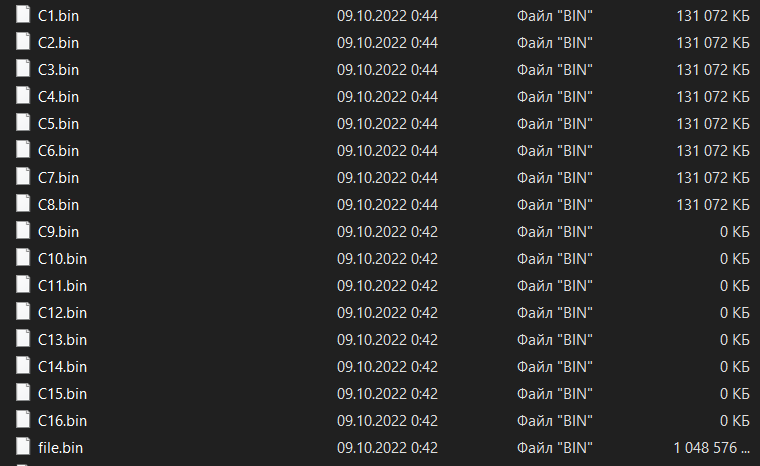 C1.bin 09.10.2022 0:44 Файл "BIN" 131 072 КБ
C2.bin 09.10.2022 0:44 Файл "BIN" 131 072 КБ
C3.bin 09.10.2022 0:44 Файл "BIN" 131 072 КБ
C4.bin 09.10.2022 0:44 Файл "BIN" 131 072 КБ
C5.bin 09.10.2022 0:44 Файл "BIN" 131 072 КБ
C6.bin 09.10.2022 0:44 Файл "BIN" 131 072 КБ
C7.bin 09.10.2022 0:44 Файл "BIN" 131 072 КБ
C8.bin 09.10.2022 0:44 Файл "BIN" 131 072 КБ
C9.bin 09.10.2022 0:42 Файл "BIN" 0 КБ
C10.bin 09.10.2022 0:42 Файл "BIN" 0 КБ
C11.bin 09.10.2022 0:42 Файл "BIN" 0 КБ
C12.bin 09.10.2022 0:42 Файл "BIN" 0 КБ
C13.bin 09.10.2022 0:42 Файл "BIN" 0 КБ
C14.bin 09.10.2022 0:42 Файл "BIN" 0 КБ
C15.bin 09.10.2022 0:42 Файл "BIN" 0 КБ
C16.bin 09.10.2022 0:42 Файл "BIN" 0 КБ
file.bin 09.10.2022 0:42 Файл "BIN" 1 048 576 ...